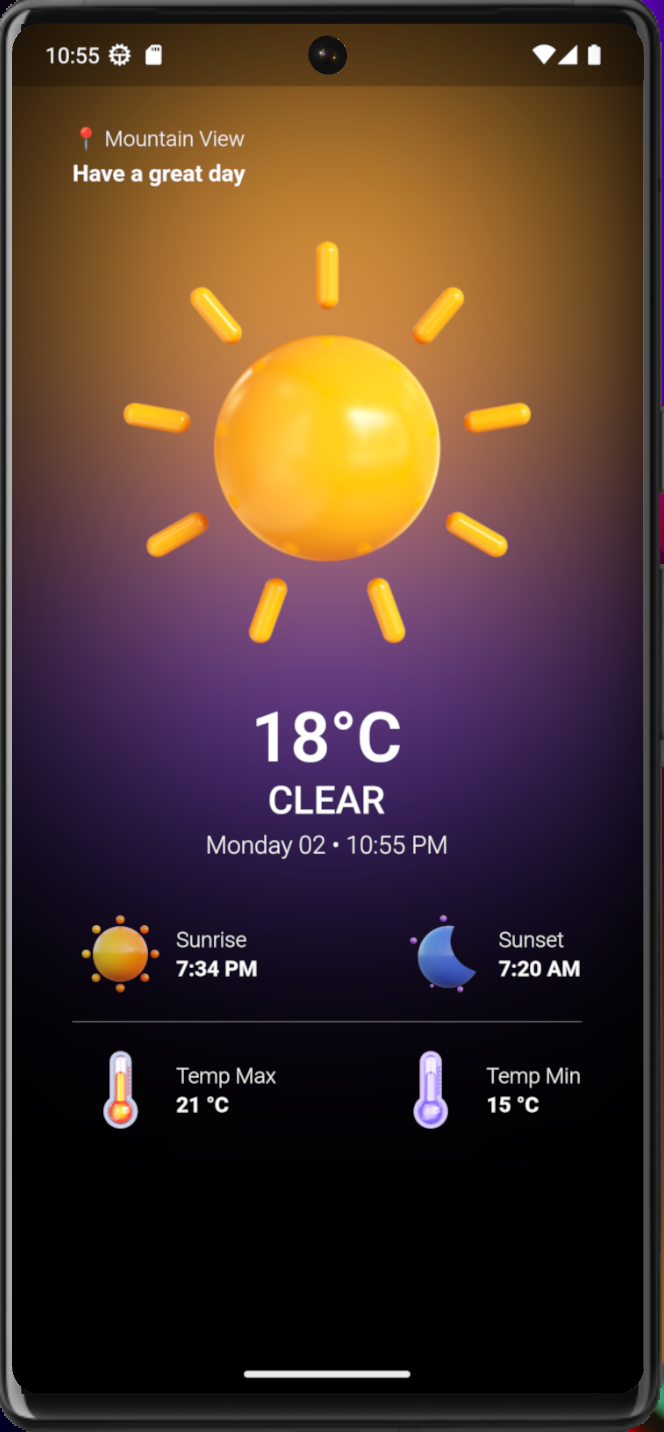 10:55
Mountain View
Have a great day
18°C
CLEAR
Monday 02 • 10:55 PM
Sunrise
7:34 PM
Sunset
7:20 AM
Temp Max
21 °C
Temp Min
15 °C